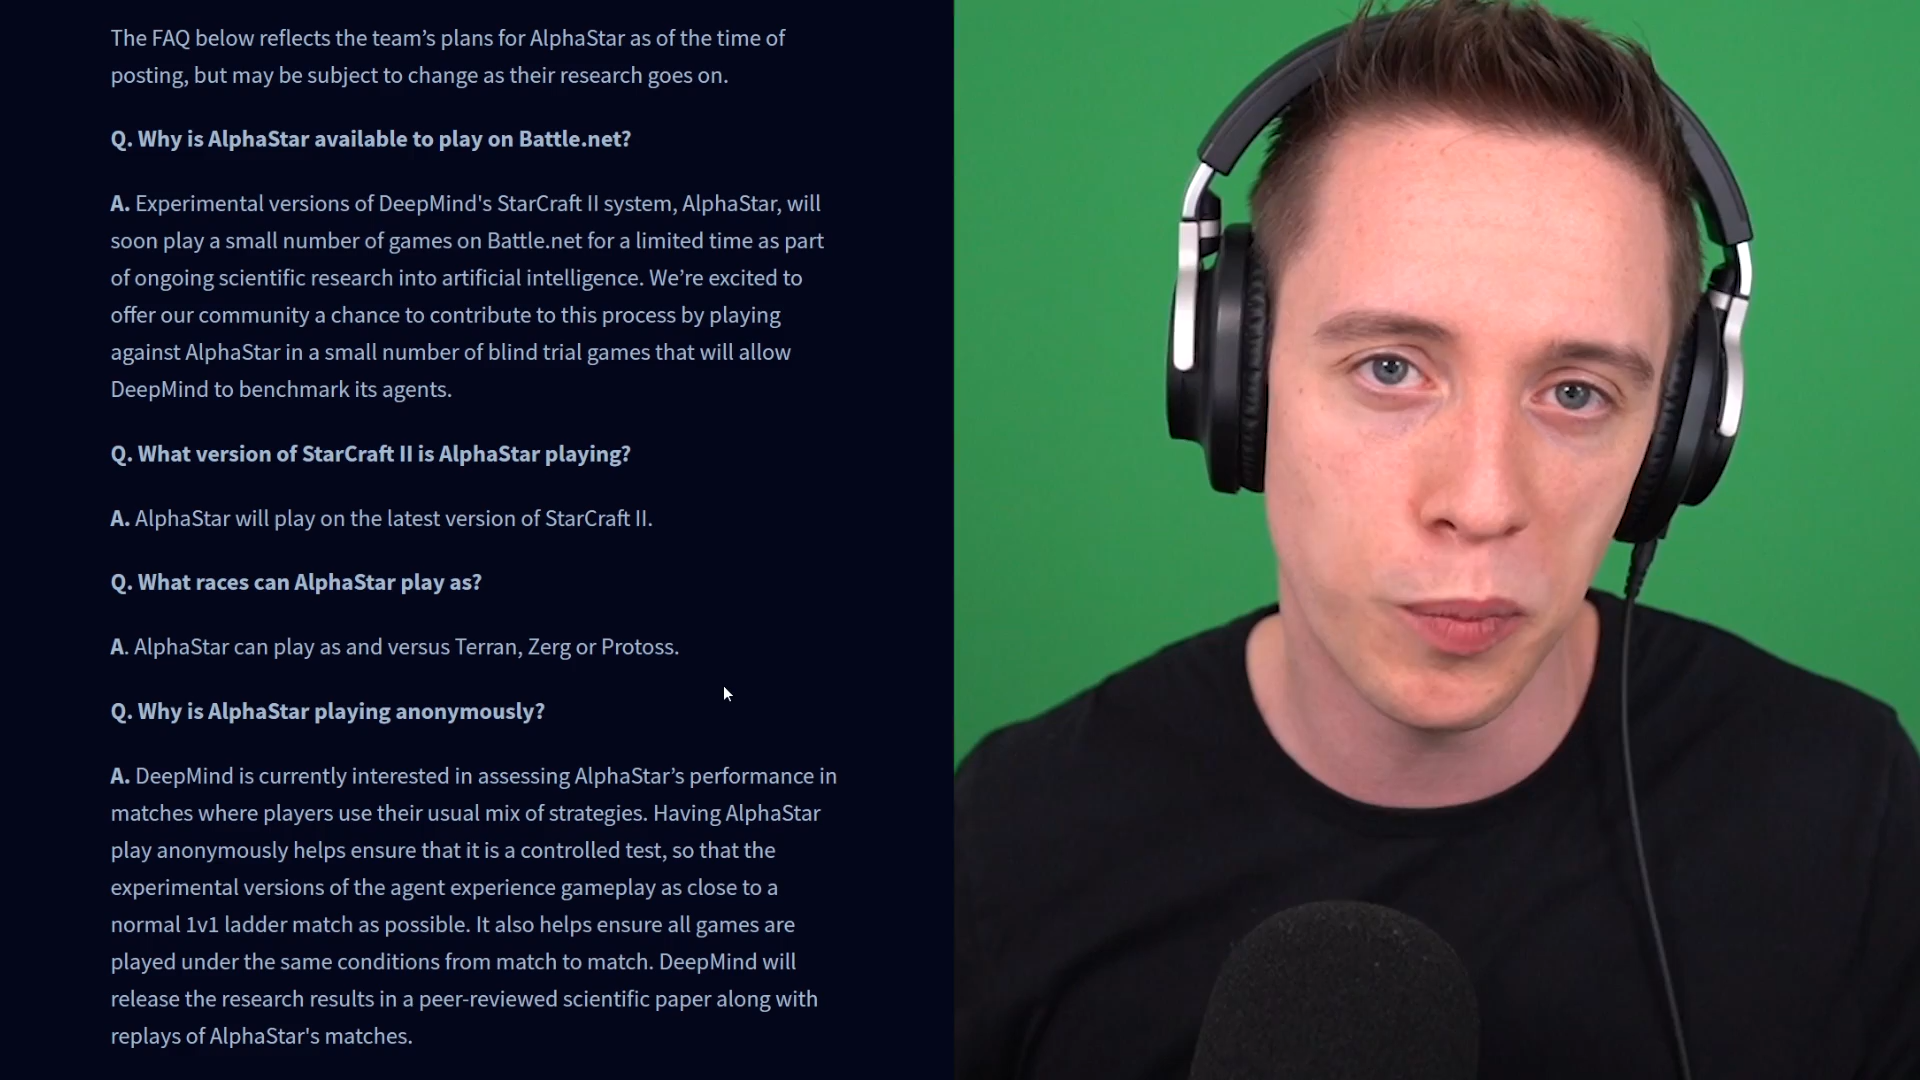 The FAQ below reflects the team’s plans for AlphaStar as of the time of
posting, but may be subject to change as their research goes on.
Q. Why is AlphaStar available to play on Battle.net?
A. Experimental versions of DeepMind's StarCraft II system, AlphaStar, will
soon play a small number of games on Battle.net for a limited time as part
of ongoing scientific research into artificial intelligence. We’re excited to
offer our community a chance to contribute to this process by playing
against AlphaStar in a small number of blind trial games that will allow
DeepMind to benchmark its agents.
Q. What version of StarCraft II is AlphaStar playing?
A. AlphaStar will play on the latest version of StarCraft II.
Q. What races can AlphaStar play as?
A. AlphaStar can play as and versus Terran, Zerg or Protoss.
Q. Why is AlphaStar playing anonymously?
A. DeepMind is currently interested in assessing AlphaStar’s performance in
matches where players use their usual mix of strategies. Having AlphaStar
play anonymously helps ensure that it is a controlled test, so that the
experimental versions of the agent experience gameplay as close to a
normal 1v1 ladder match as possible. It also helps ensure all games are
played under the same conditions from match to match. DeepMind will
release the research results in a peer-reviewed scientific paper along with
replays of AlphaStar's matches.